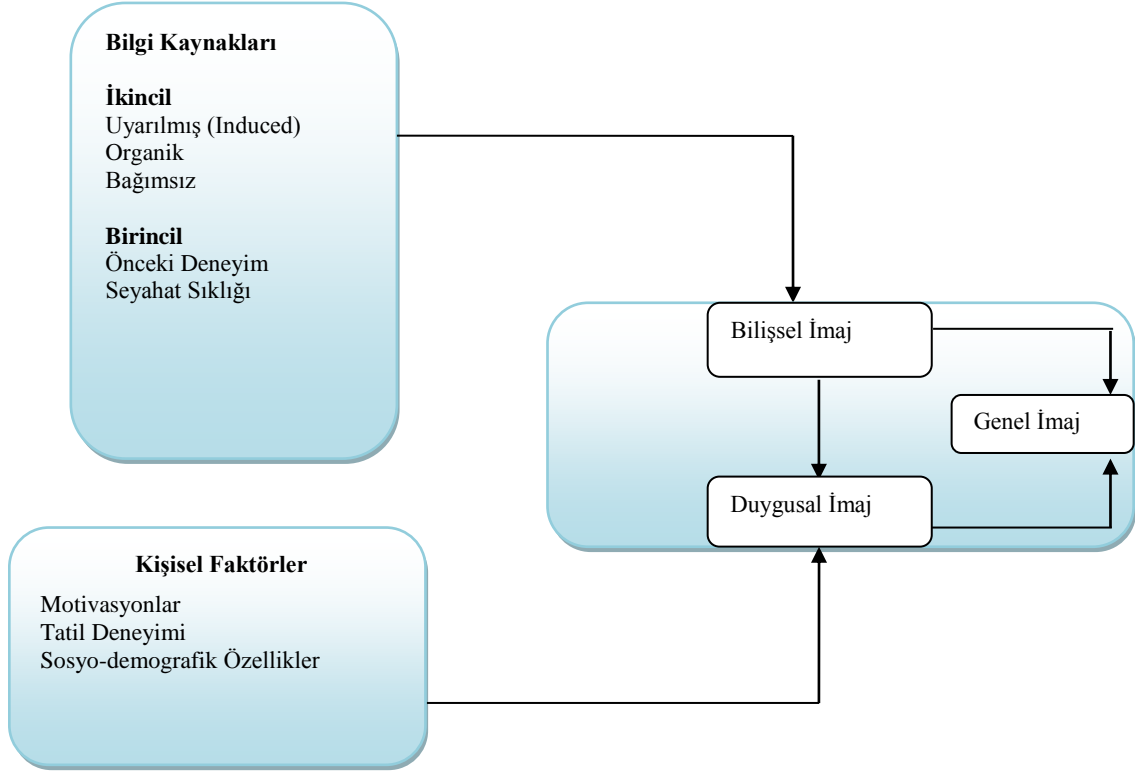 Bilgi Kaynakları
İkincil
Uyarılmış (Induced)
Organik
Bağımsız
Birincil
Önceki Deneyim
Seyahat Sıklığı
Bilişsel İmaj
Genel İmaj
Duygusal İmaj
Kişisel Faktörler
Motivasyonlar
Tatil Deneyimi
Sosyo-demografik Özellikler